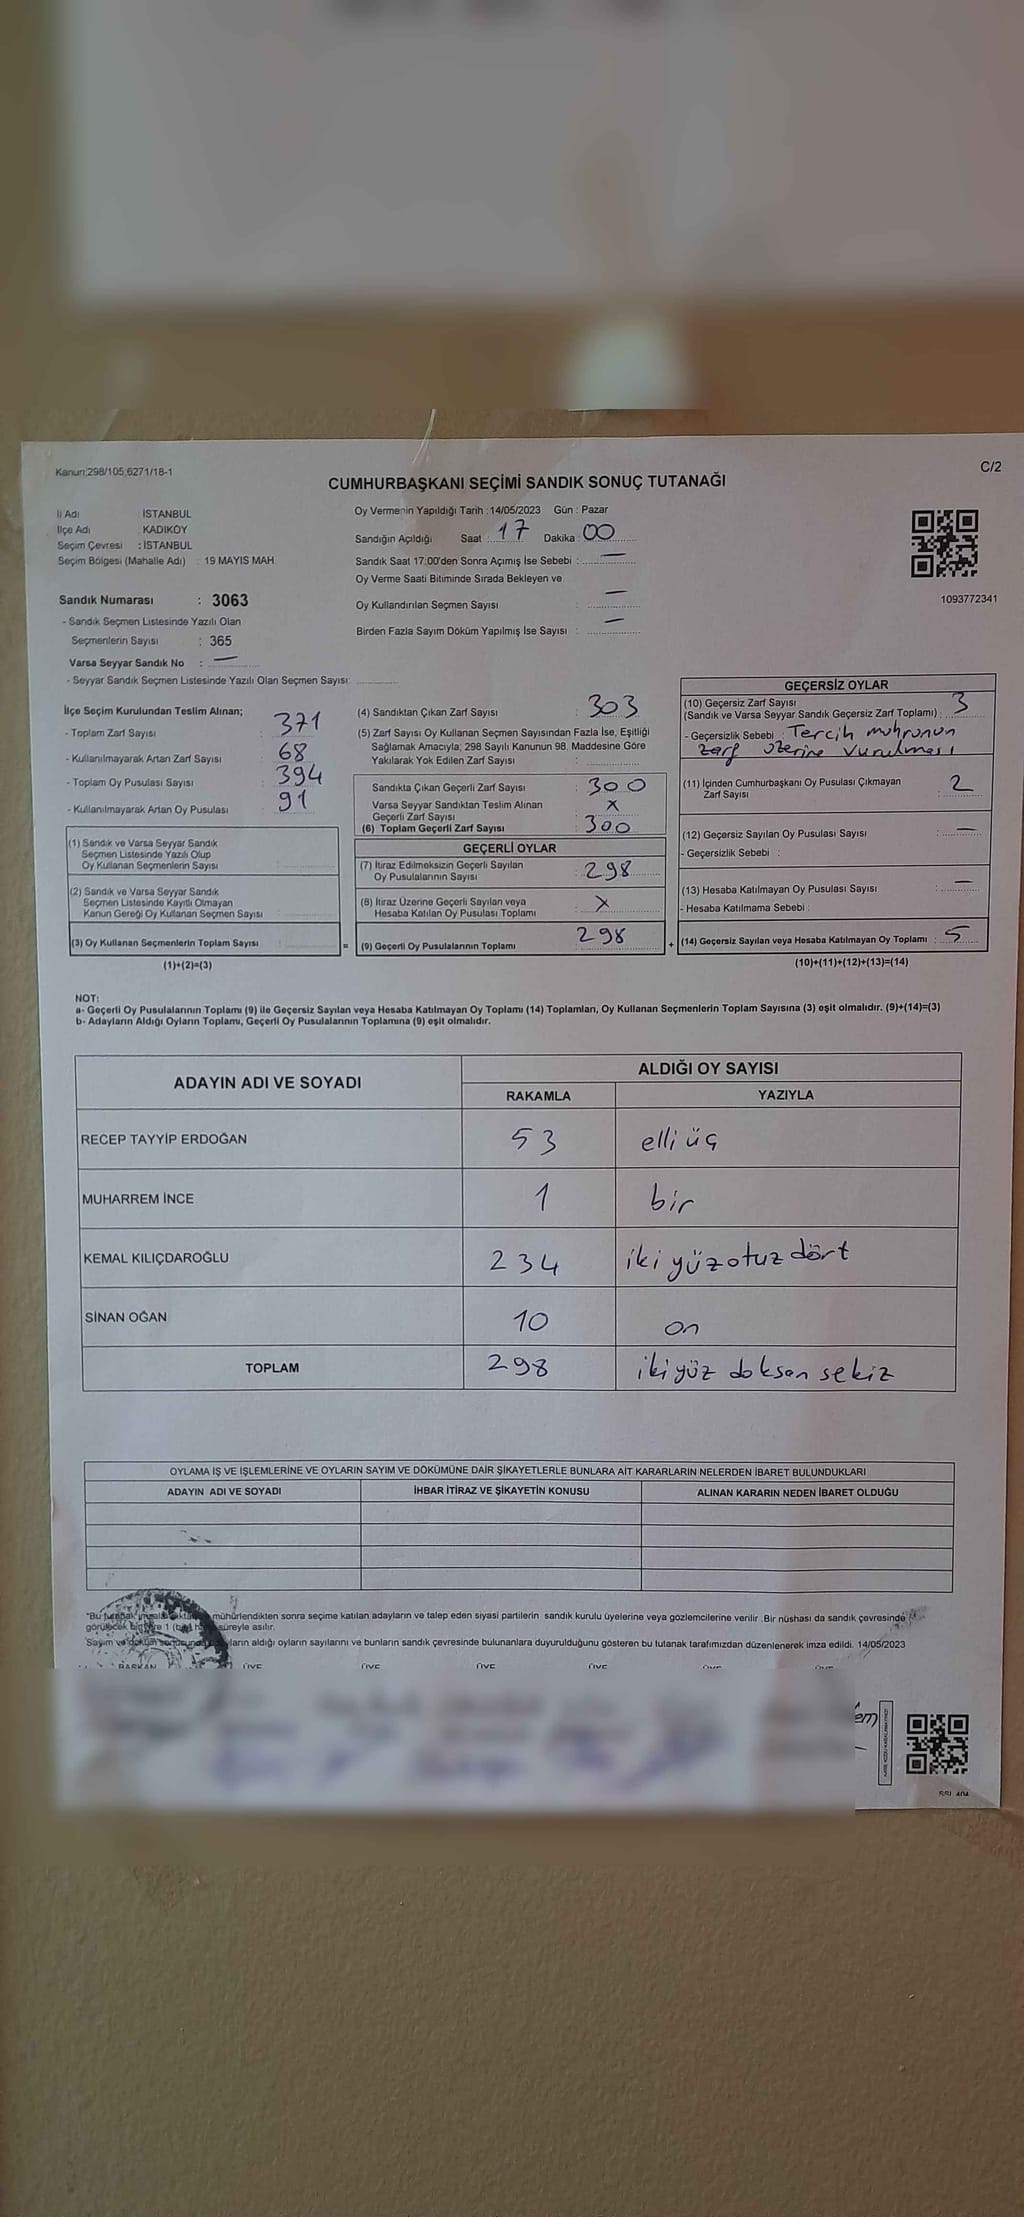 Kanun;298/105,6271/18-1
C/2
CUMHURBAŞKANI SEÇİMİ SANDIK SONUÇ TUTANAĞI
İl Adı İSTANBUL
İlçe Adı . KADIKÖY
Seçim Çevresi : İSTANBUL
Seçim Bölgesi (Mahalle Adı) : 19 MAYIS MAH.
Sandık Numarası : 3063
- Sandık Seçmen Listesinde Yazılı Olan
Seçmenlerin Sayısı : 365
Varsa Seyyar Sandık No : —
- Seyyar Sandık Seçmen Listesinde Yazılı Olan Seçmen Sayısı:
Oy Vermenin Yapıldığı Tarih : 14/05/2023 Gün : Pazar
Sandığın Açıldığı Saat : 17 Dakika : 00
Sandık Saat 17:00'den Sonra Açımış İse Sebebi : —
Oy Verme Saati Bitiminde Sırada Bekleyen ve
Oy Kullandırılan Seçmen Sayısı : —
Birden Fazla Sayım Döküm Yapılmış İse Sayısı : —
1093772341
İlçe Seçim Kurulundan Teslim Alınan;
- Toplam Zarf Sayısı : 371
- Kullanılmayarak Artan Zarf Sayısı : 68
- Toplam Oy Pusulası Sayısı : 394
- Kullanılmayarak Artan Oy Pusulası : 91
(1) Sandık ve Varsa Seyyar Sandık
Seçmen Listesinde Yazılı Olup
Oy Kullanan Seçmenlerin Sayısı
(2) Sandık ve Varsa Seyyar Sandık
Seçmen Listesinde Kayıtlı Olmayan
Kanun Gereği Oy Kullanan Seçmen Sayısı
(3) Oy Kullanan Seçmenlerin Toplam Sayısı :
(1)+(2)=(3)
(4) Sandıktan Çıkan Zarf Sayısı : 303
(5) Zarf Sayısı Oy Kullanan Seçmen Sayısından Fazla İse, Eşitliği
Sağlamak Amacıyla; 298 Sayılı Kanunun 98. Maddesine Göre
Yakılarak Yok Edilen Zarf Sayısı :
Sandıkta Çıkan Geçerli Zarf Sayısı : 300
Varsa Seyyar Sandıktan Teslim Alınan
Geçerli Zarf Sayısı : X
(6) Toplam Geçerli Zarf Sayısı : 300
GEÇERLİ OYLAR
(7) İtiraz Edilmeksizin Geçerli Sayılan
Oy Pusulalarının Sayısı : 298
(8) İtiraz Üzerine Geçerli Sayılan veya
Hesaba Katılan Oy Pusulası Toplamı : X
= (9) Geçerli Oy Pusulalarının Toplamı : 298
GEÇERSİZ OYLAR
(10) Geçersiz Zarf Sayısı
(Sandık ve Varsa Seyyar Sandık Geçersiz Zarf Toplamı) : 3
- Geçersizlik Sebebi : Tercih mührünün
zarf üzerine vurulması
(11) İçinden Cumhurbaşkanı Oy Pusulası Çıkmayan
Zarf Sayısı : 2
(12) Geçersiz Sayılan Oy Pusulası Sayısı : —
- Geçersizlik Sebebi :
(13) Hesaba Katılmayan Oy Pusulası Sayısı : —
- Hesaba Katılmama Sebebi :
+ (14) Geçersiz Sayılan veya Hesaba Katılmayan Oy Toplamı : 5
(10)+(11)+(12)+(13)=(14)
NOT:
a- Geçerli Oy Pusulalarının Toplamı (9) ile Geçersiz Sayılan veya Hesaba Katılmayan Oy Toplamı (14) Toplamları, Oy Kullanan Seçmenlerin Toplam Sayısına (3) eşit olmalıdır. (9)+(14)=(3)
b- Adayların Aldığı Oyların Toplamı, Geçerli Oy Pusulalarının Toplamına (9) eşit olmalıdır.
ADAYIN ADI VE SOYADI ALDIĞI OY SAYISI
RAKAMLA YAZIYLA
RECEP TAYYİP ERDOĞAN 53 elli üç
MUHARREM İNCE 1 bir
KEMAL KILIÇDAROĞLU 234 iki yüz otuz dört
SİNAN OĞAN 10 on
TOPLAM 298 iki yüz doksan sekiz
OYLAMA İŞ VE İŞLEMLERİNE VE OYLARIN SAYIM VE DÖKÜMÜNE DAİR ŞİKAYETLERLE BUNLARA AİT KARARLARIN NELERDEN İBARET BULUNDUKLARI
ADAYIN ADI VE SOYADI İHBAR İTİRAZ VE ŞİKAYETİN KONUSU ALINAN KARARIN NEDEN İBARET OLDUĞU
"Bu mühürlendikten sonra seçime katılan adayların ve talep eden siyasi partilerin sandık kurulu üyelerine veya gözlemcilerine verilir .Bir nüshası da sandık çevresinde
görülecek bir yere 1 süreyle asılır.
Sayım ve aldığı oyların sayılarını ve bunların sandık çevresinde bulunanlara duyurulduğunu gösteren bu tutanak tarafımızdan düzenlenerek imza edildi. 14/05/2023
BAŞKAN ÜYE ÜYE ÜYE ÜYE